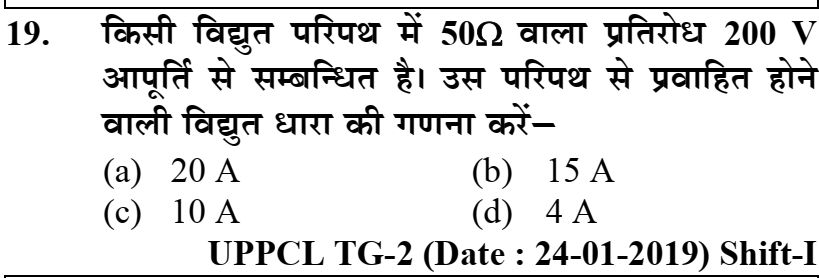 19. किसी विद्युत परिपथ में 50Ω वाला प्रतिरोध 200 V
आपूर्ति से सम्बन्धित है। उस परिपथ से प्रवाहित होने
वाली विद्युत धारा की गणना करें–
(a) 20 A (b) 15 A
(c) 10 A (d) 4 A
UPPCL TG-2 (Date : 24-01-2019) Shift-I